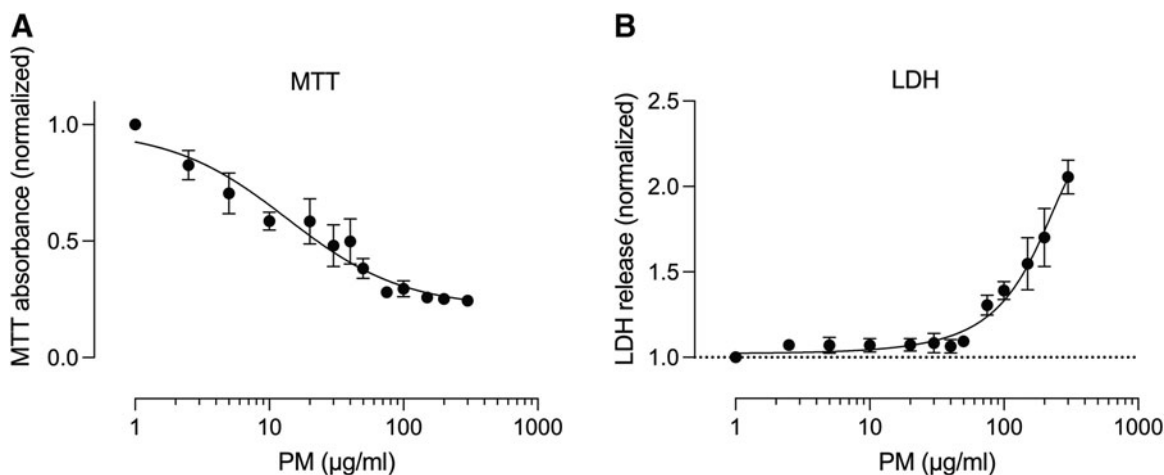 A
MTT
MTT absorbance (normalized)
1.0
0.5
0.0
1 10 100 1000
PM (µg/ml)
B
LDH
LDH release (normalized)
2.5
2.0
1.5
1.0
1 10 100 1000
PM (µg/ml)